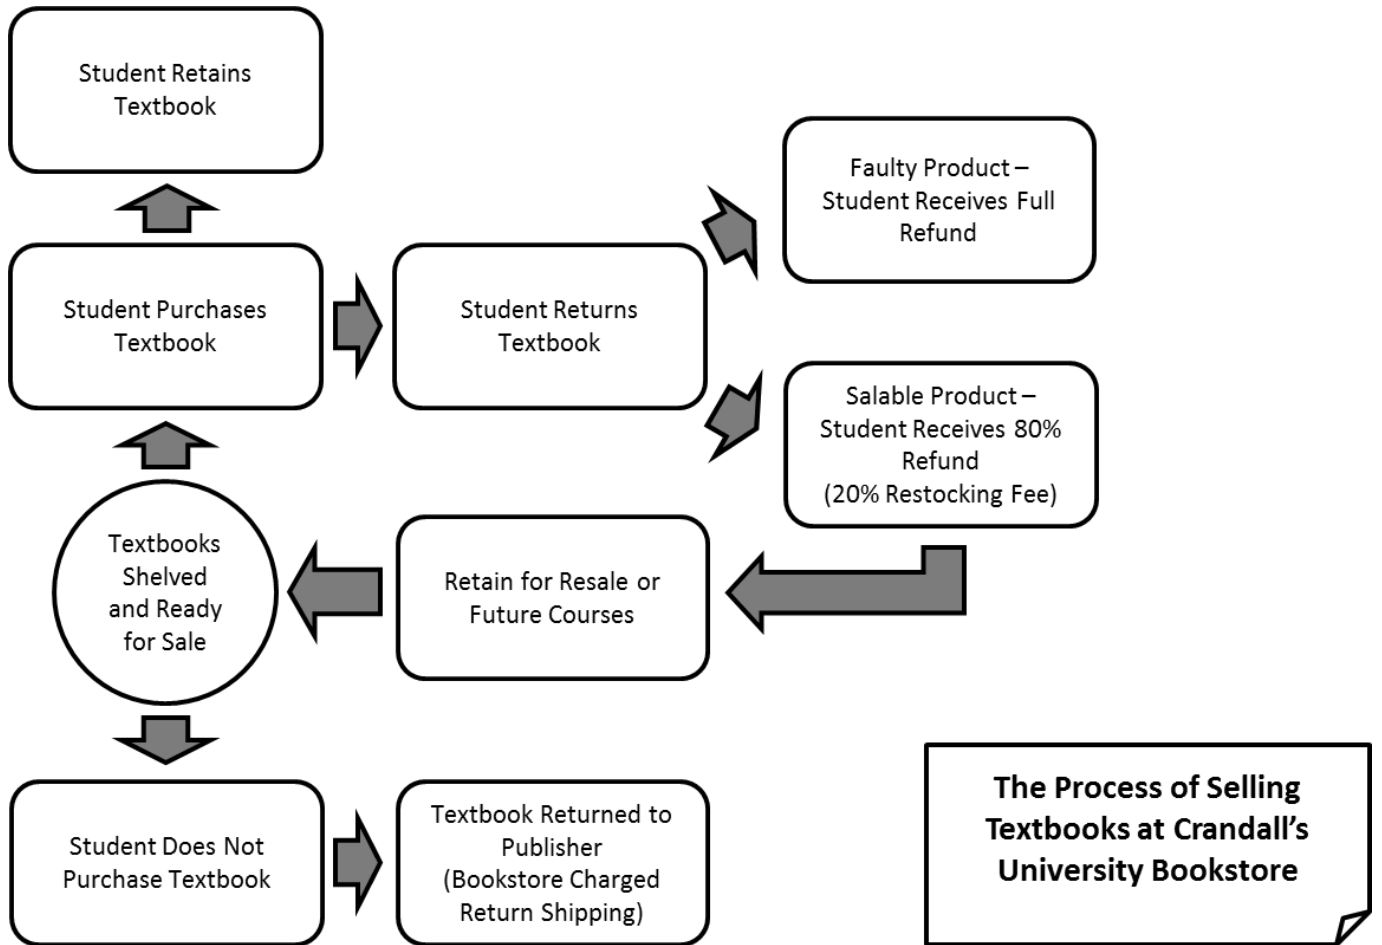 Student Retains
Textbook
Faulty Product –
Student Receives Full
Refund
Student Purchases
Textbook
Student Returns
Textbook
Salable Product –
Student Receives 80%
Refund
(20% Restocking Fee)
Textbooks
Shelved
and Ready
for Sale
Retain for Resale or
Future Courses
Student Does Not
Purchase Textbook
Textbook Returned to
Publisher
(Bookstore Charged
Return Shipping)
The Process of Selling
Textbooks at Crandall’s
University Bookstore